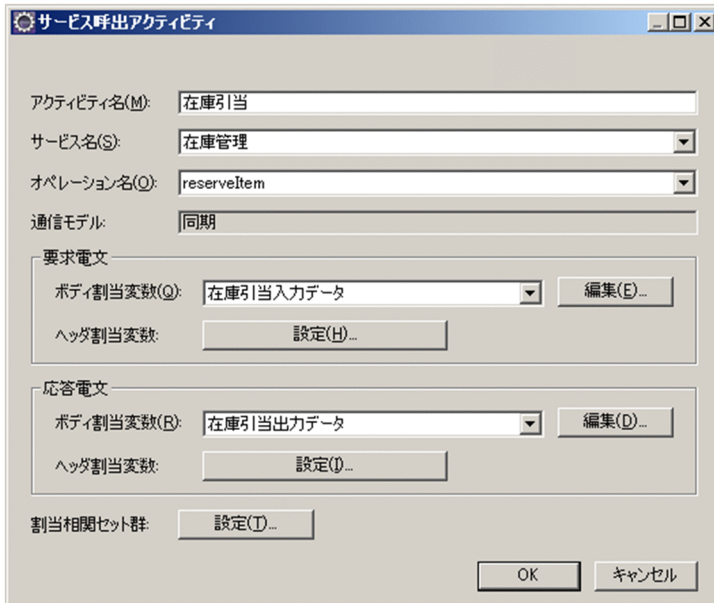 サービス呼出アクティビティ
アクティビティ名(M): 在庫引当
サービス名(S): 在庫管理
オペレーション名(O): reserveItem
通信モデル: 同期
要求電文
ボディ割当変数(Q): 在庫引当入力データ 編集(E)...
ヘッダ割当変数: 設定(H)...
応答電文
ボディ割当変数(R): 在庫引当出力データ 編集(D)...
ヘッダ割当変数: 設定(I)...
割当相関セット群: 設定(T)...
OK キャンセル